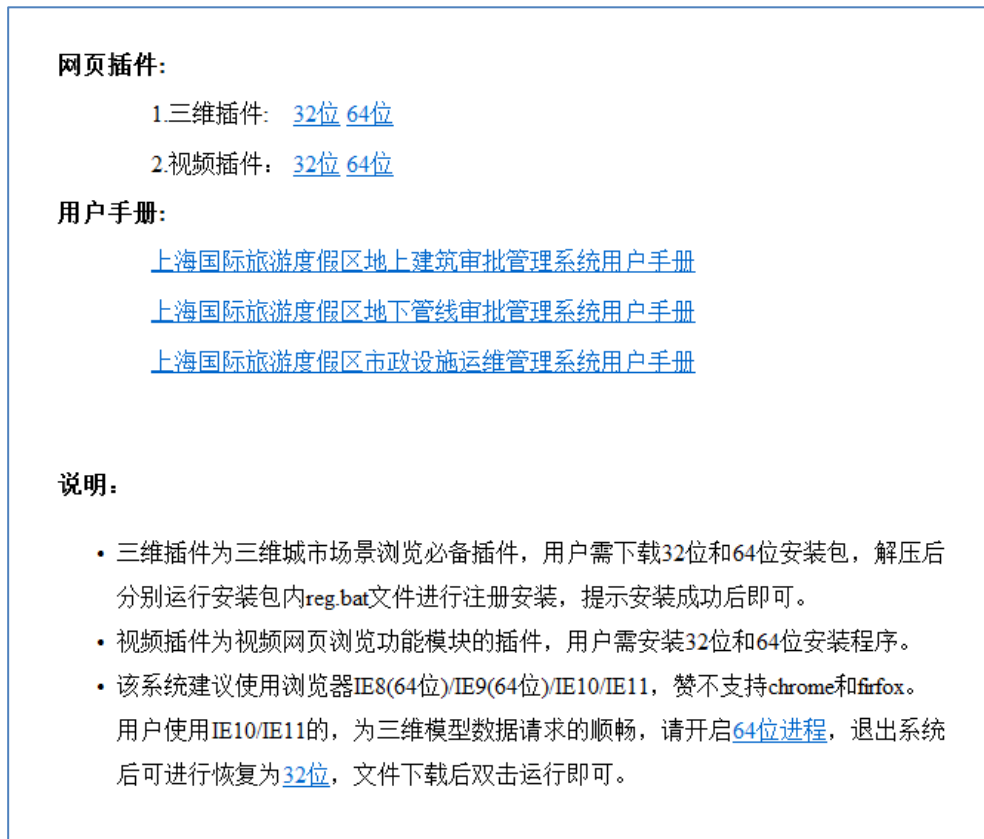 网页插件:
1.三维插件: 32位 64位
2.视频插件： 32位 64位
用户手册:
上海国际旅游度假区地上建筑审批管理系统用户手册
上海国际旅游度假区地下管线审批管理系统用户手册
上海国际旅游度假区市政设施运维管理系统用户手册
说明：
• 三维插件为三维城市场景浏览必备插件，用户需下载32位和64位安装包，解压后
分别运行安装包内reg.bat文件进行注册安装，提示安装成功后即可。
• 视频插件为视频网页浏览功能模块的插件，用户需安装32位和64位安装程序。
• 该系统建议使用浏览器IE8(64位)/IE9(64位)/IE10/IE11，赞不支持chrome和firfox。
用户使用IE10/IE11的，为三维模型数据请求的顺畅，请开启64位进程，退出系统
后可进行恢复为32位，文件下载后双击运行即可。